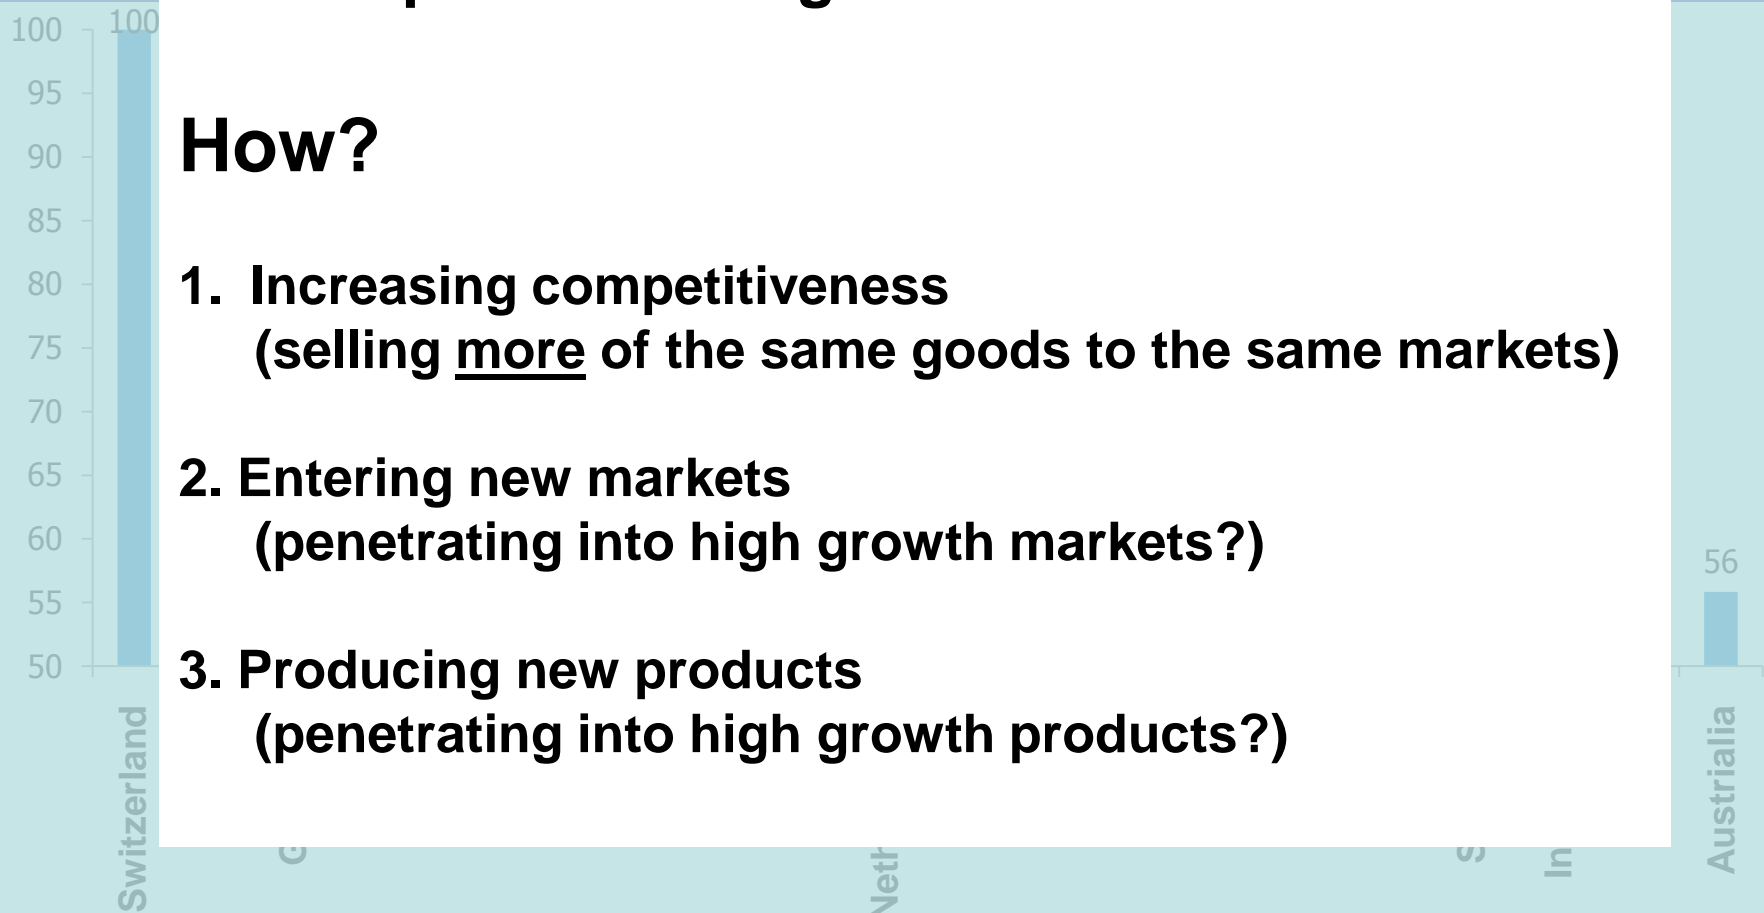 How?
1. Increasing competitiveness
(selling more of the same goods to the same markets)
2. Entering new markets
(penetrating into high growth markets?)
3. Producing new products
(penetrating into high growth products?)
100
95
90
85
80
75
70
65
60
55
50
100
56
Switzerland
Austrialia